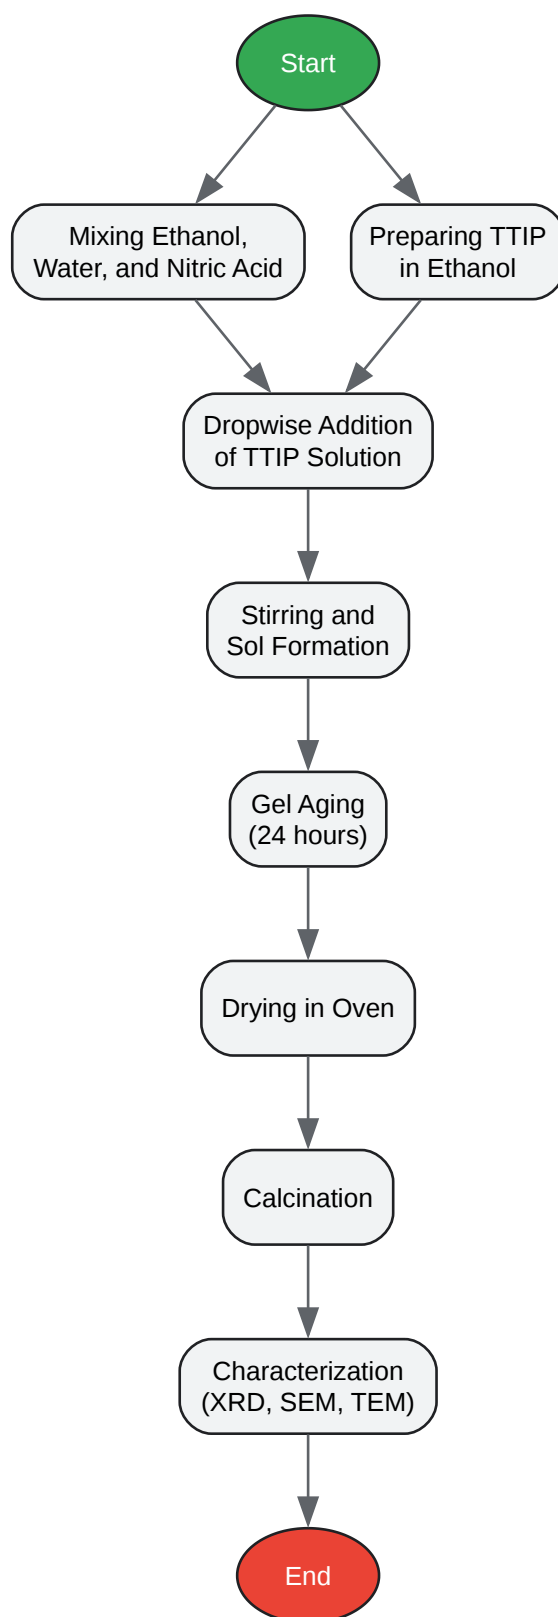 Start
Mixing Ethanol,
Water, and Nitric Acid
Preparing TTIP
in Ethanol
Dropwise Addition
of TTIP Solution
Stirring and
Sol Formation
Gel Aging
(24 hours)
Drying in Oven
Calcination
Characterization
(XRD, SEM, TEM)
End